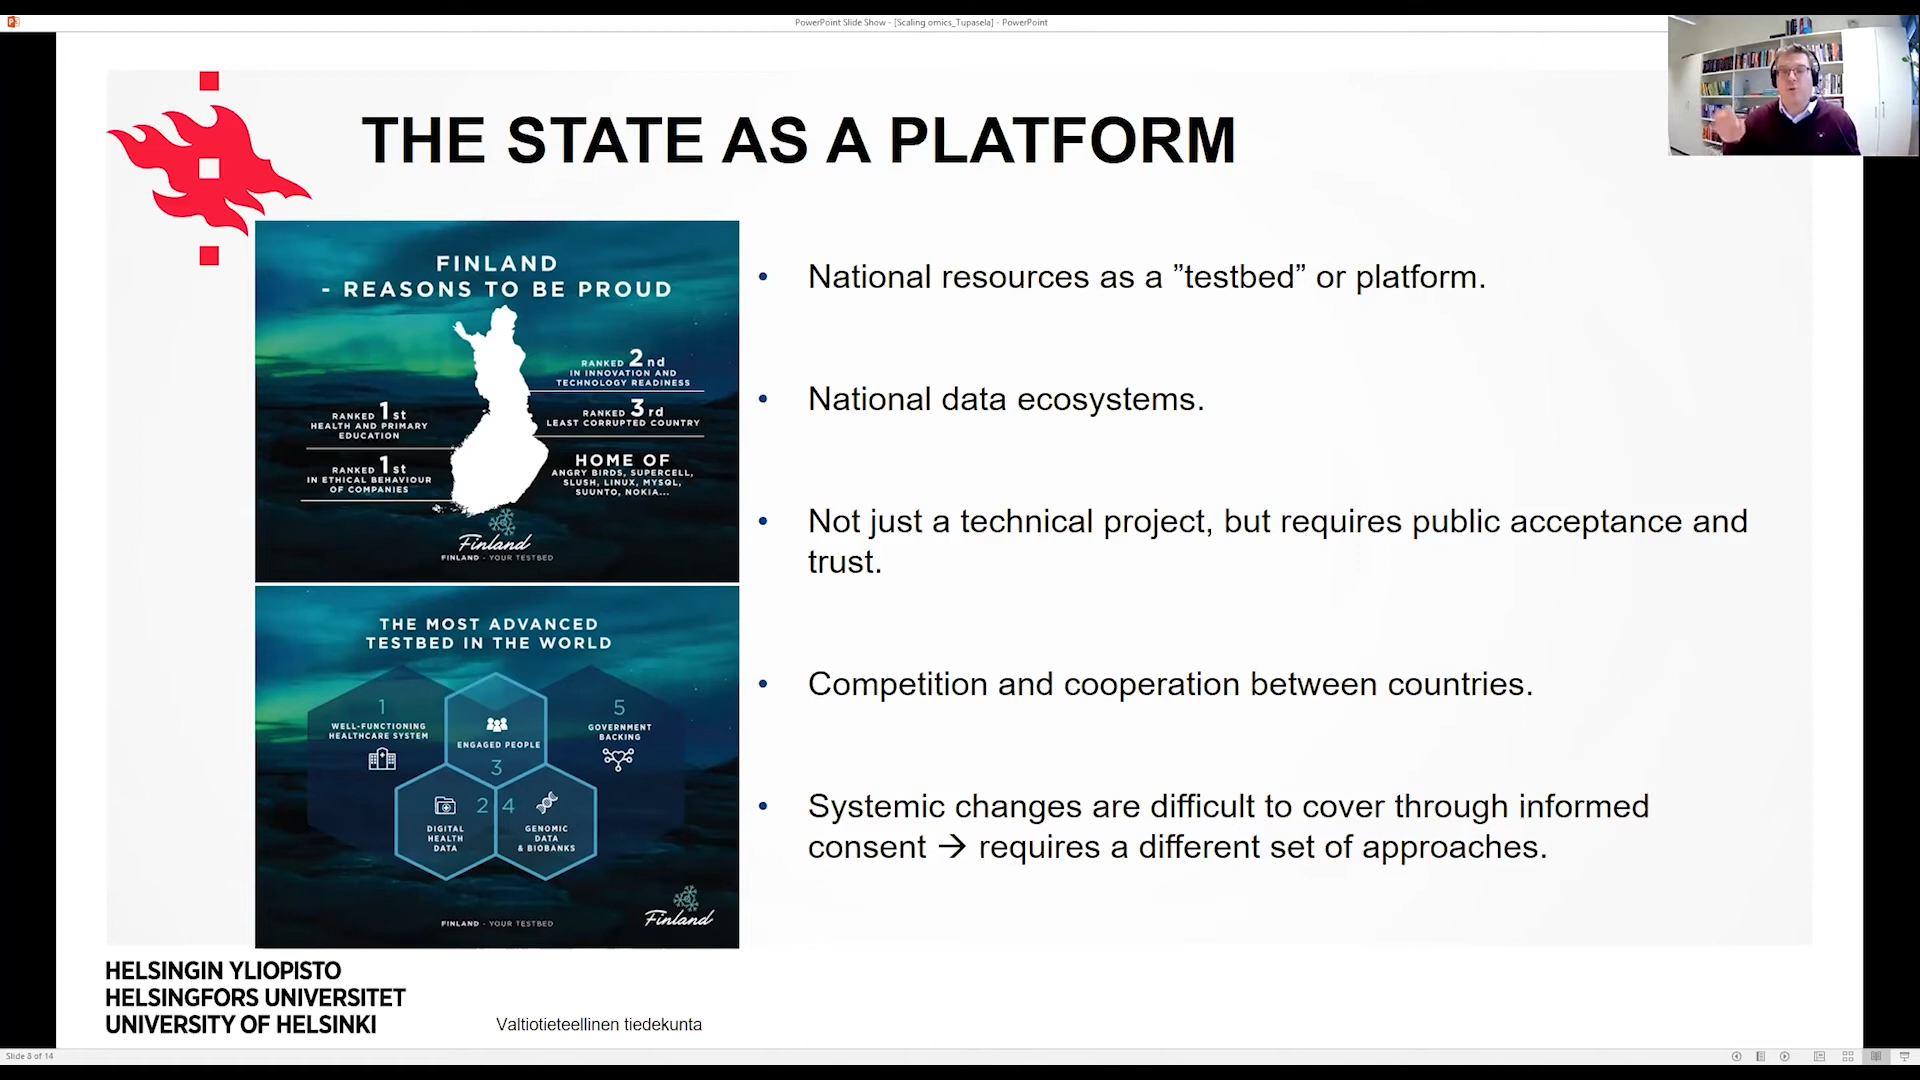 PowerPoint Slide Show - [Scaling omics_Tupasela] - PowerPoint
THE STATE AS A PLATFORM
FINLAND
- REASONS TO BE PROUD
RANKED 2nd
IN INNOVATION AND
TECHNOLOGY READINESS
RANKED 1st
HEALTH AND PRIMARY
EDUCATION
RANKED 3rd
LEAST CORRUPTED COUNTRY
RANKED 1st
IN ETHICAL BEHAVIOUR
OF COMPANIES
HOME OF
ANGRY BIRDS, SUPERCELL,
SLUSH, LINUX, MYSQL,
SUUNTO, NOKIA...
Finland
FINLAND - YOUR TESTBED
THE MOST ADVANCED
TESTBED IN THE WORLD
1
WELL-FUNCTIONING
HEALTHCARE SYSTEM
ENGAGED PEOPLE
3
5
GOVERNMENT
BACKING
2
DIGITAL
HEALTH
DATA
4
GENOMIC
DATA
& BIOBANKS
Finland
FINLAND - YOUR TESTBED
• National resources as a ”testbed” or platform.
• National data ecosystems.
• Not just a technical project, but requires public acceptance and
trust.
• Competition and cooperation between countries.
• Systemic changes are difficult to cover through informed
consent → requires a different set of approaches.
HELSINGIN YLIOPISTO
HELSINGFORS UNIVERSITET
UNIVERSITY OF HELSINKI
Valtiotieteellinen tiedekunta
Slide 8 of 14